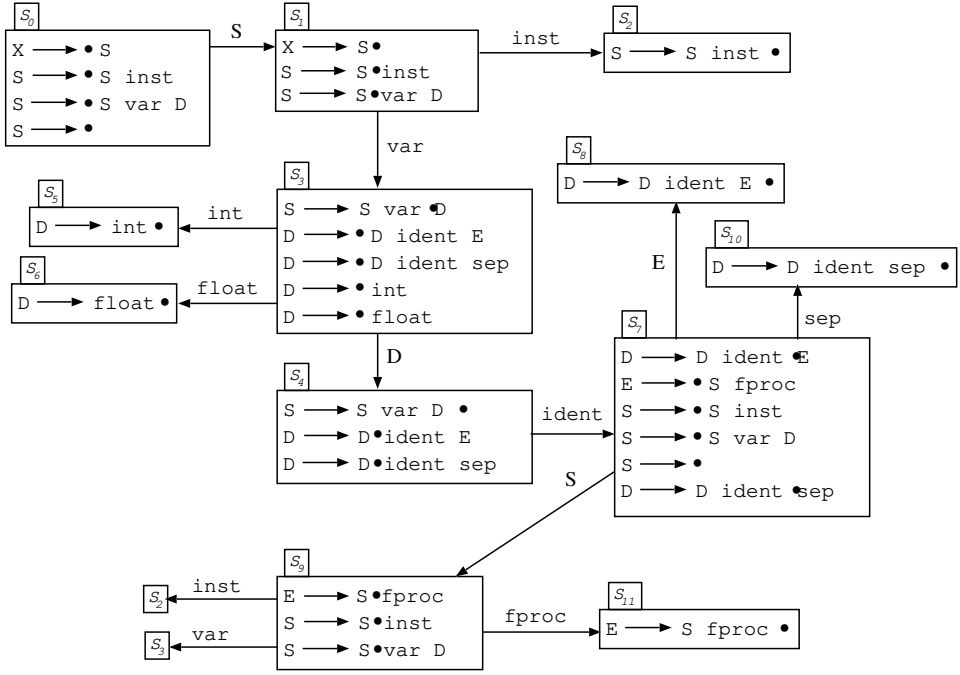 S0
X → • S
S → • S inst
S → • S var D
S → •
S
S1
X → S •
S → S • inst
S → S • var D
inst
S2
S → S inst •
var
S3
S → S var • D
D → • D ident E
D → • D ident sep
D → • int
D → • float
int
S5
D → int •
float
S6
D → float •
S8
D → D ident E •
E
S10
D → D ident sep •
sep
D
S4
S → S var D •
D → D • ident E
D → D • ident sep
ident
S7
D → D ident • E
E → • S fproc
S → • S inst
S → • S var D
S → •
D → D ident • sep
S
S9
E → S • fproc
S → S • inst
S → S • var D
inst
S2
var
S3
fproc
S11
E → S fproc •